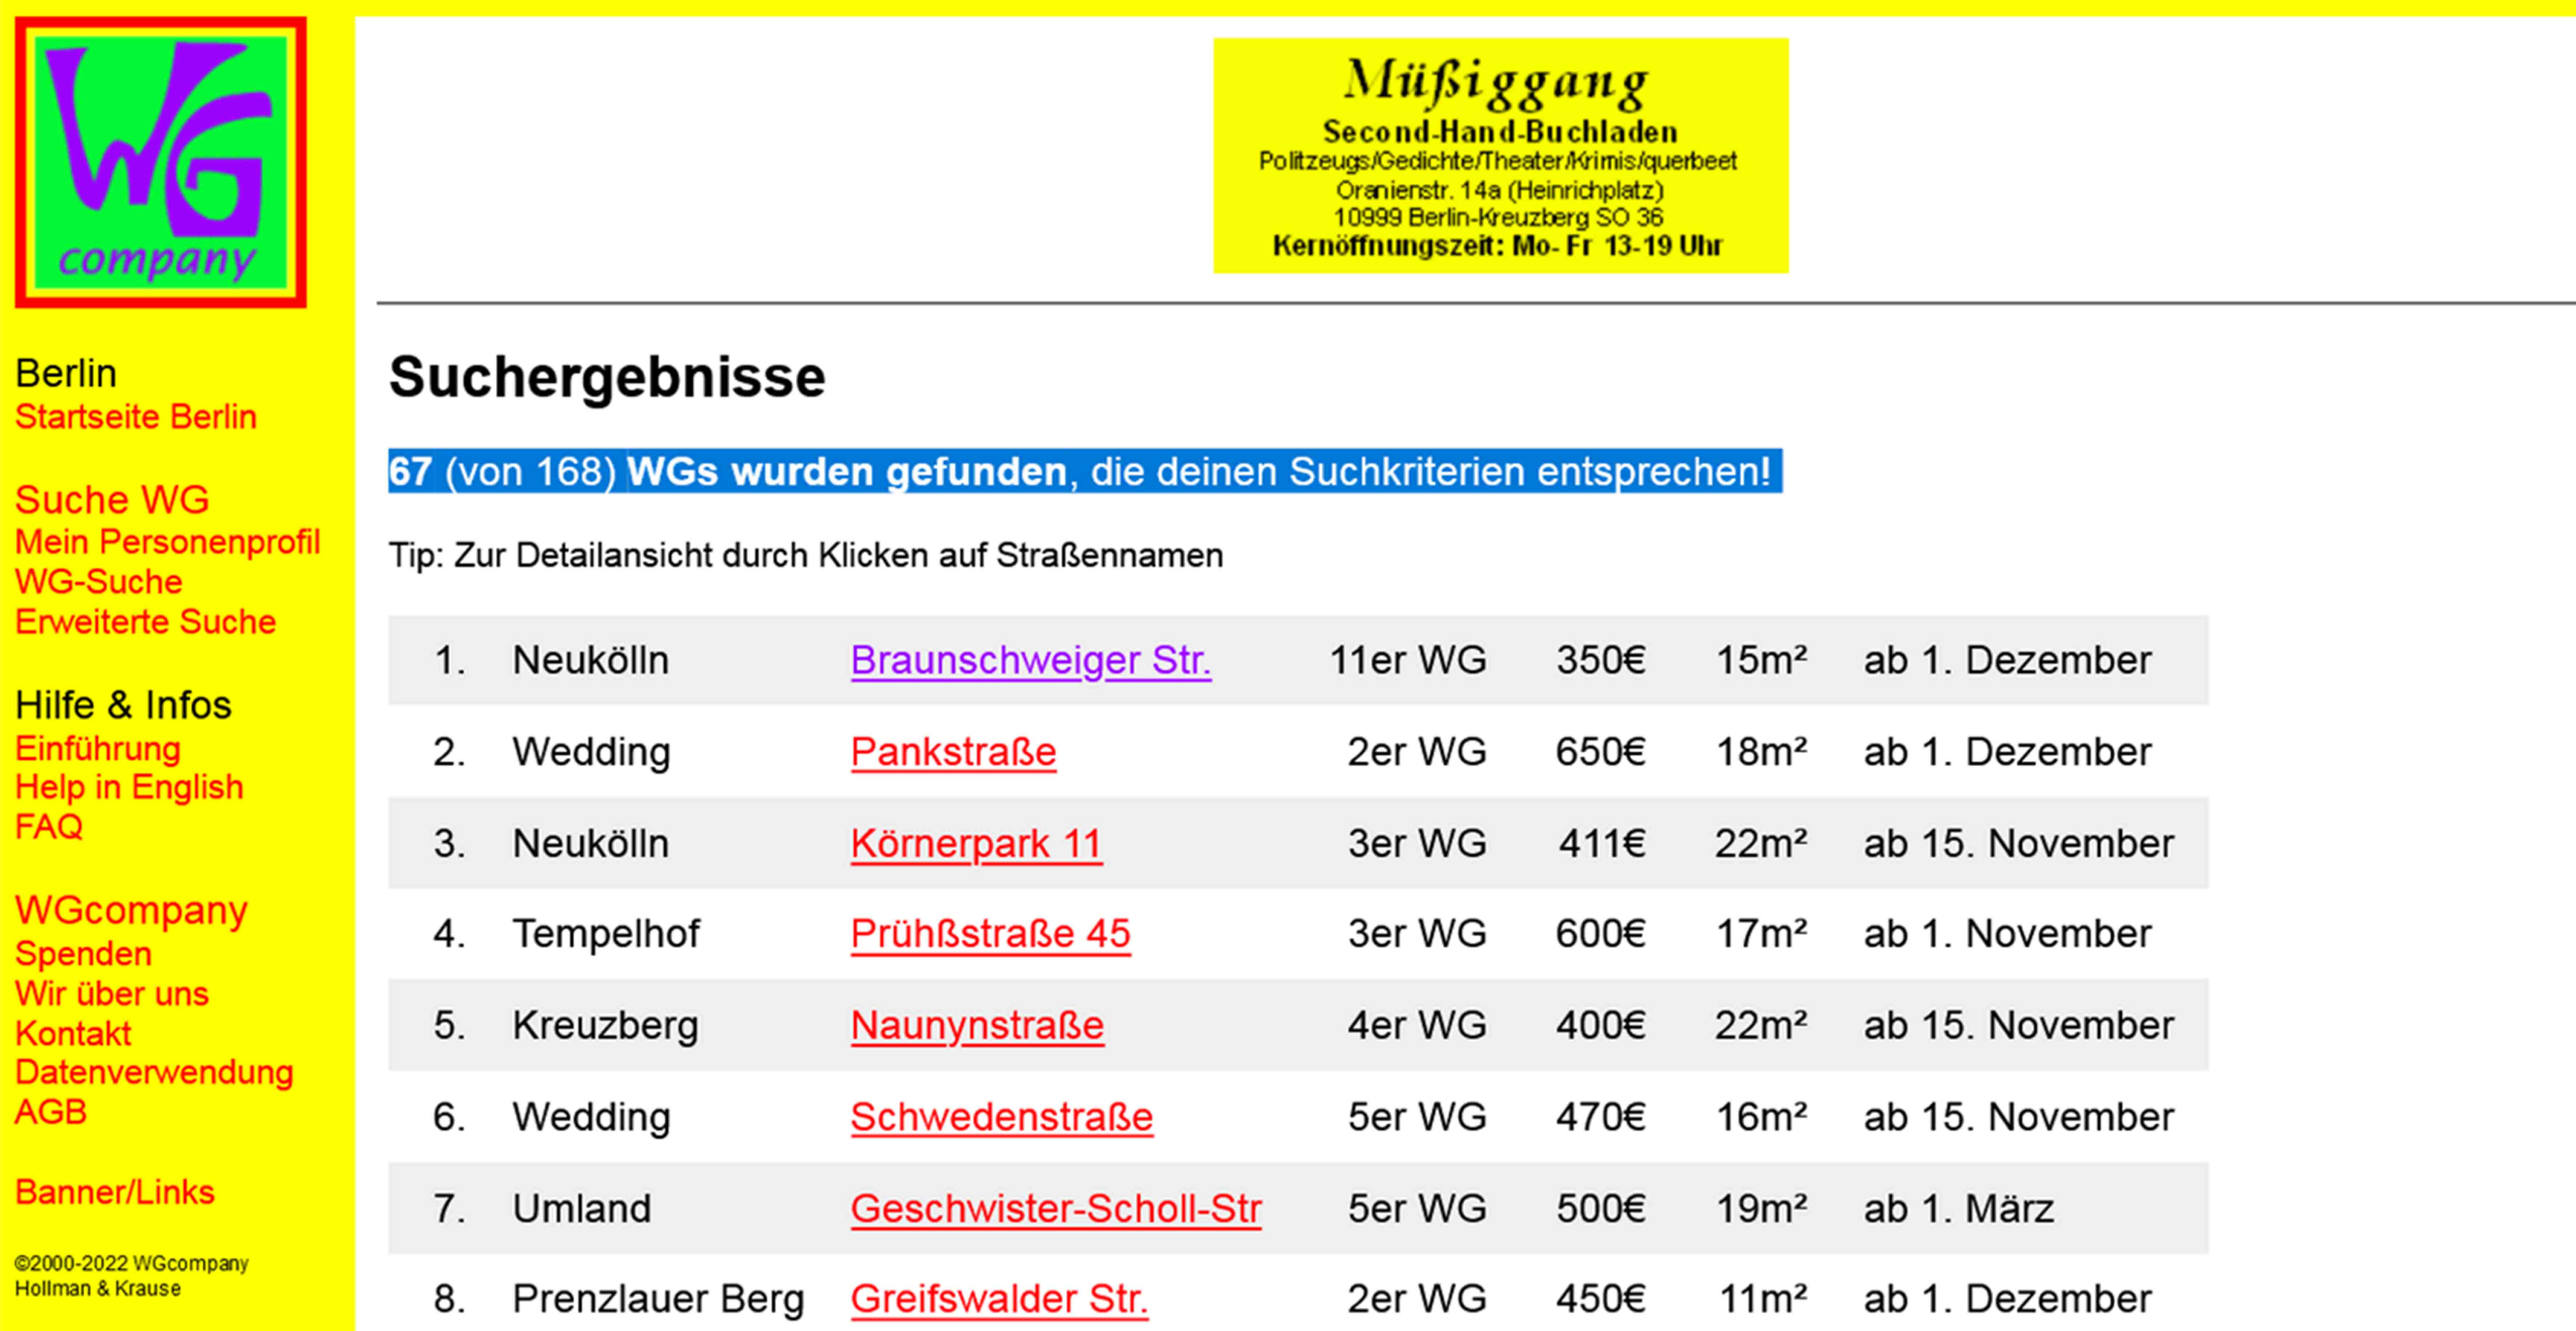 WG
company
Berlin
Startseite Berlin
Suche WG
Mein Personenprofil
WG-Suche
Erweiterte Suche
Hilfe & Infos
Einführung
Help in English
FAQ
WGcompany
Spenden
Wir über uns
Kontakt
Datenverwendung
AGB
Banner/Links
©2000-2022 WGcompany
Hollman & Krause
Müßiggang
Second-Hand-Buchladen
Politzeugs/Gedichte/Theater/Krimis/querbeet
Oranienstr. 14a (Heinrichplatz)
10999 Berlin-Kreuzberg SO 36
Kernöffnungszeit: Mo- Fr 13-19 Uhr
Suchergebnisse
67 (von 168) WGs wurden gefunden, die deinen Suchkriterien entsprechen!
Tip: Zur Detailansicht durch Klicken auf Straßennamen
1. Neukölln Braunschweiger Str. 11er WG 350€ 15m² ab 1. Dezember
2. Wedding Pankstraße 2er WG 650€ 18m² ab 1. Dezember
3. Neukölln Körnerpark 11 3er WG 411€ 22m² ab 15. November
4. Tempelhof Prühßstraße 45 3er WG 600€ 17m² ab 1. November
5. Kreuzberg Naunynstraße 4er WG 400€ 22m² ab 15. November
6. Wedding Schwedenstraße 5er WG 470€ 16m² ab 15. November
7. Umland Geschwister-Scholl-Str 5er WG 500€ 19m² ab 1. März
8. Prenzlauer Berg Greifswalder Str. 2er WG 450€ 11m² ab 1. Dezember